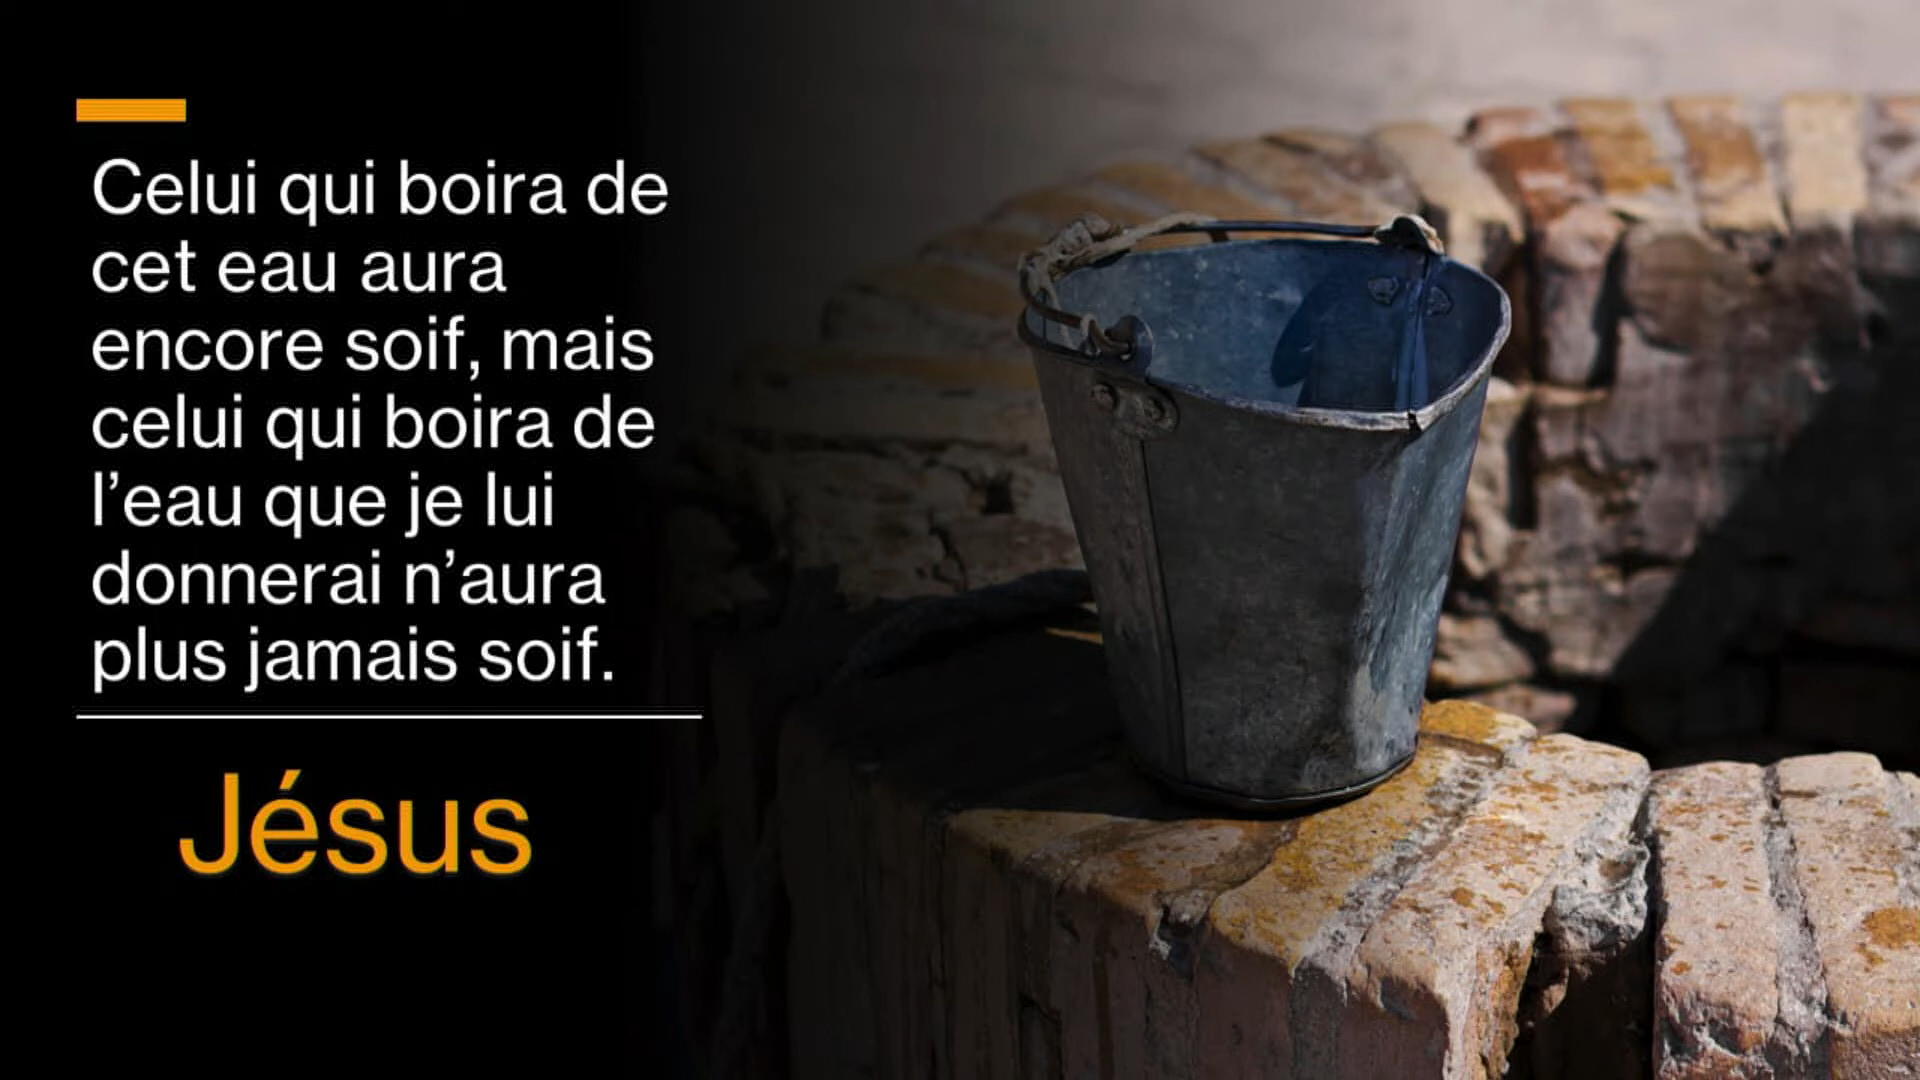 Celui qui boira de
cet eau aura
encore soif, mais
celui qui boira de
l’eau que je lui
donnerai n’aura
plus jamais soif.
Jésus